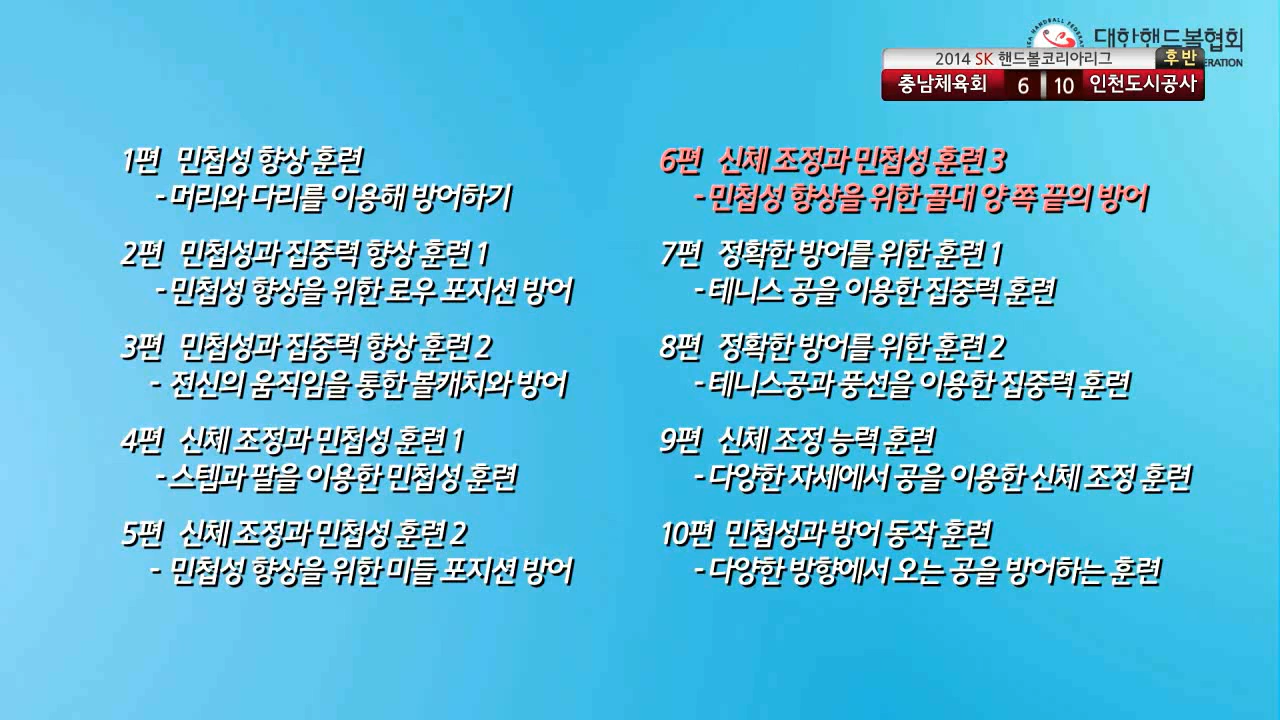 HANDBALL FEDERATION
대한핸드볼협회
2014 SK 핸드볼코리아리그 후반
충남체육회 6 10 인천도시공사
1편 민첩성 향상 훈련
- 머리와 다리를 이용해 방어하기
2편 민첩성과 집중력 향상 훈련 1
- 민첩성 향상을 위한 로우 포지션 방어
3편 민첩성과 집중력 향상 훈련 2
- 전신의 움직임을 통한 볼캐치와 방어
4편 신체 조정과 민첩성 훈련 1
- 스텝과 팔을 이용한 민첩성 훈련
5편 신체 조정과 민첩성 훈련 2
- 민첩성 향상을 위한 미들 포지션 방어
6편 신체 조정과 민첩성 훈련 3
- 민첩성 향상을 위한 골대 양 쪽 끝의 방어
7편 정확한 방어를 위한 훈련 1
- 테니스 공을 이용한 집중력 훈련
8편 정확한 방어를 위한 훈련 2
- 테니스공과 풍선을 이용한 집중력 훈련
9편 신체 조정 능력 훈련
- 다양한 자세에서 공을 이용한 신체 조정 훈련
10편 민첩성과 방어 동작 훈련
- 다양한 방향에서 오는 공을 방어하는 훈련